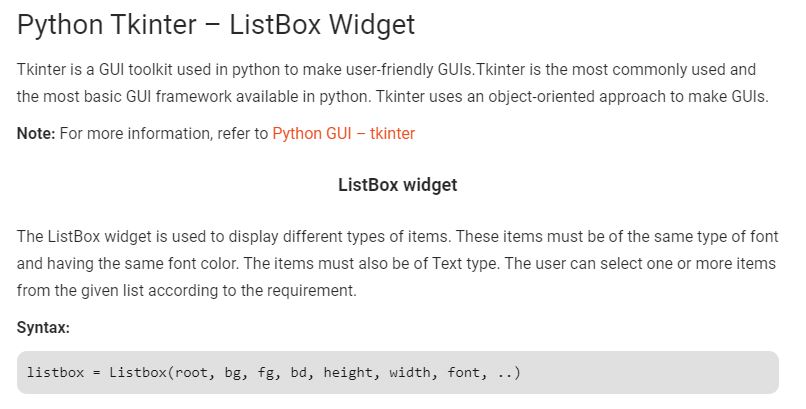 Python Tkinter – ListBox Widget
Tkinter is a GUI toolkit used in python to make user-friendly GUIs.Tkinter is the most commonly used and
the most basic GUI framework available in python. Tkinter uses an object-oriented approach to make GUIs.
Note: For more information, refer to Python GUI – tkinter
ListBox widget
The ListBox widget is used to display different types of items. These items must be of the same type of font
and having the same font color. The items must also be of Text type. The user can select one or more items
from the given list according to the requirement.
Syntax:
listbox = Listbox(root, bg, fg, bd, height, width, font, ..)